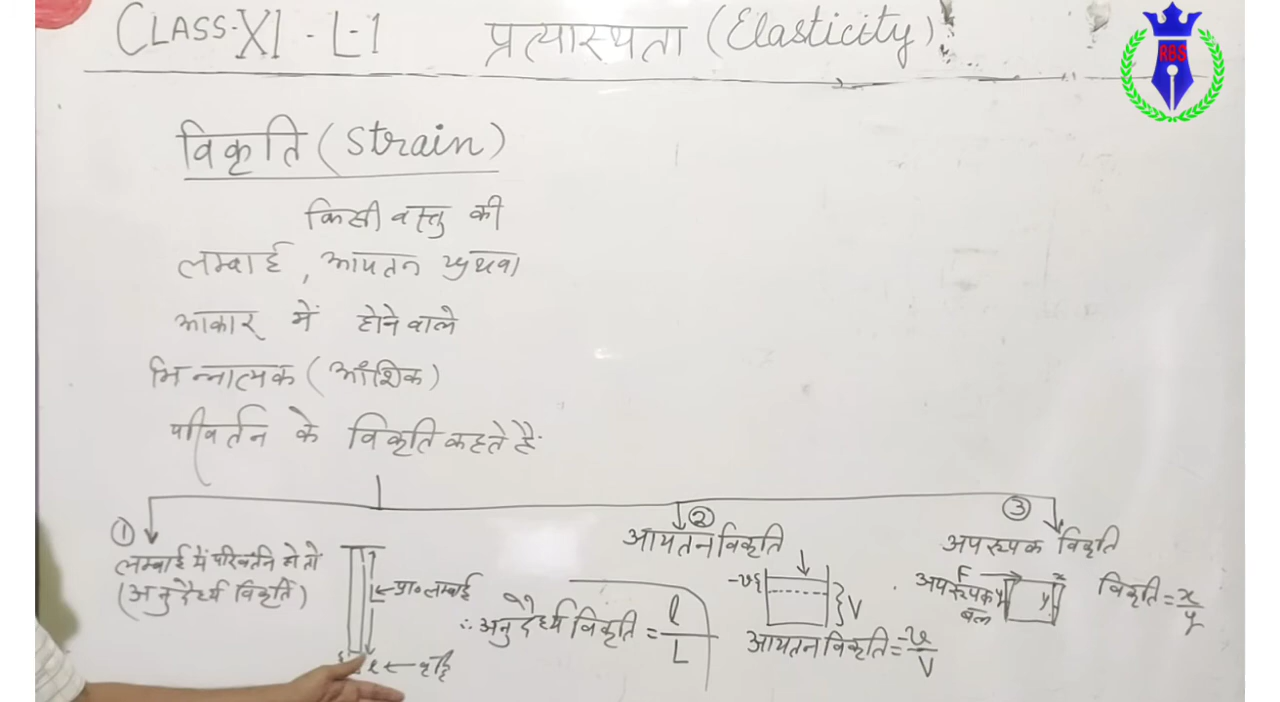 CLASS-XI - L-1 प्रत्यास्थता (Elasticity)
RBS
विकृति (Strain)
किसी वस्तु की
लम्बाई, आयतन अथवा
आकार में होने वाले
भिन्नात्मक (आंशिक)
परिवर्तन के विकृति कहते है
① ② ③
लम्बाई में परिवर्तन हो तो
(अनुदैर्ध्य विकृति)
प्रा॰ लम्बाई
l ← वृद्धि
∴ अनुदैर्ध्य विकृति = l/L
आयतन विकृति
-v
V
आयतन विकृति = -v/V
अपरूपक विकृति
F x
अपरूपक y y
बल
विकृति = x/y